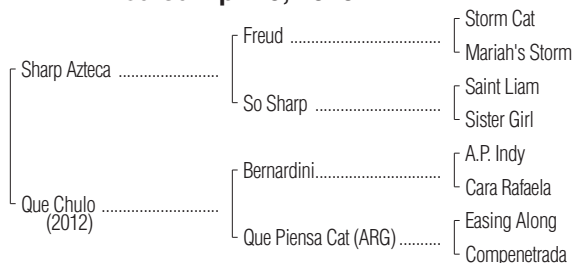 Storm Cat
Freud ..................................
Mariah's Storm
Sharp Azteca ......................
Saint Liam
So Sharp ............................
Sister Girl
A.P. Indy
Bernardini............................
Cara Rafaela
Que Chulo ..........................
(2012)
Easing Along
Que Piensa Cat (ARG) ..........
Compenetrada